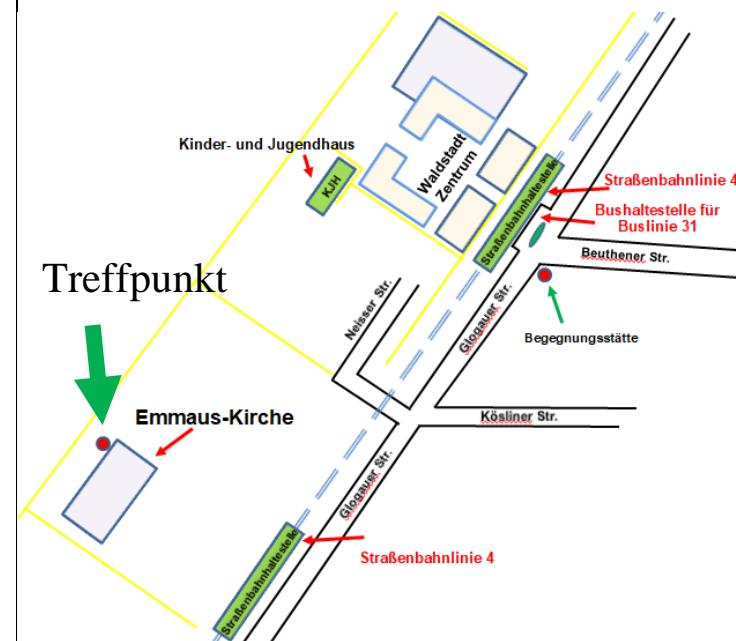 Kinder- und Jugendhaus
KJH
Waldstadt
Zentrum
Straßenbahnhaltestelle
Straßenbahnlinie 4
Bushaltestelle für
Buslinie 31
Beuthener Str.
Treffpunkt
Neisser Str.
Glogauer Str.
Begegnungsstätte
Emmaus-Kirche
Kösliner Str.
Glogauer Str.
Straßenbahnhaltestelle
Straßenbahnlinie 4